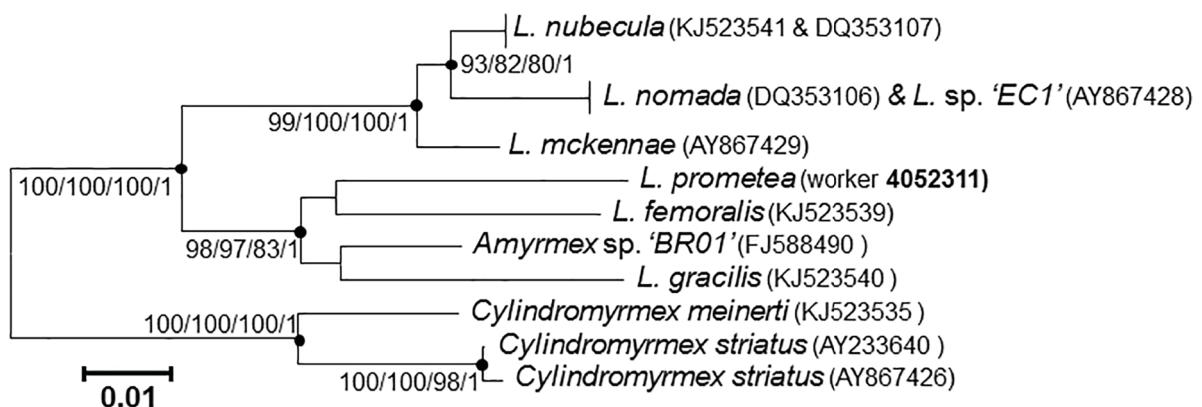 L. nubecula (KJ523541 & DQ353107)
93/82/80/1
L. nomada (DQ353106) & L. sp. ‘EC1’ (AY867428)
99/100/100/1
L. mckennae (AY867429)
100/100/100/1
L. prometea (worker 4052311)
L. femoralis (KJ523539)
98/97/83/1
Amyrmex sp. ‘BR01’ (FJ588490 )
L. gracilis (KJ523540 )
Cylindromyrmex meinerti (KJ523535 )
100/100/100/1
Cylindromyrmex striatus (AY233640 )
100/100/98/1
Cylindromyrmex striatus (AY867426)
0.01